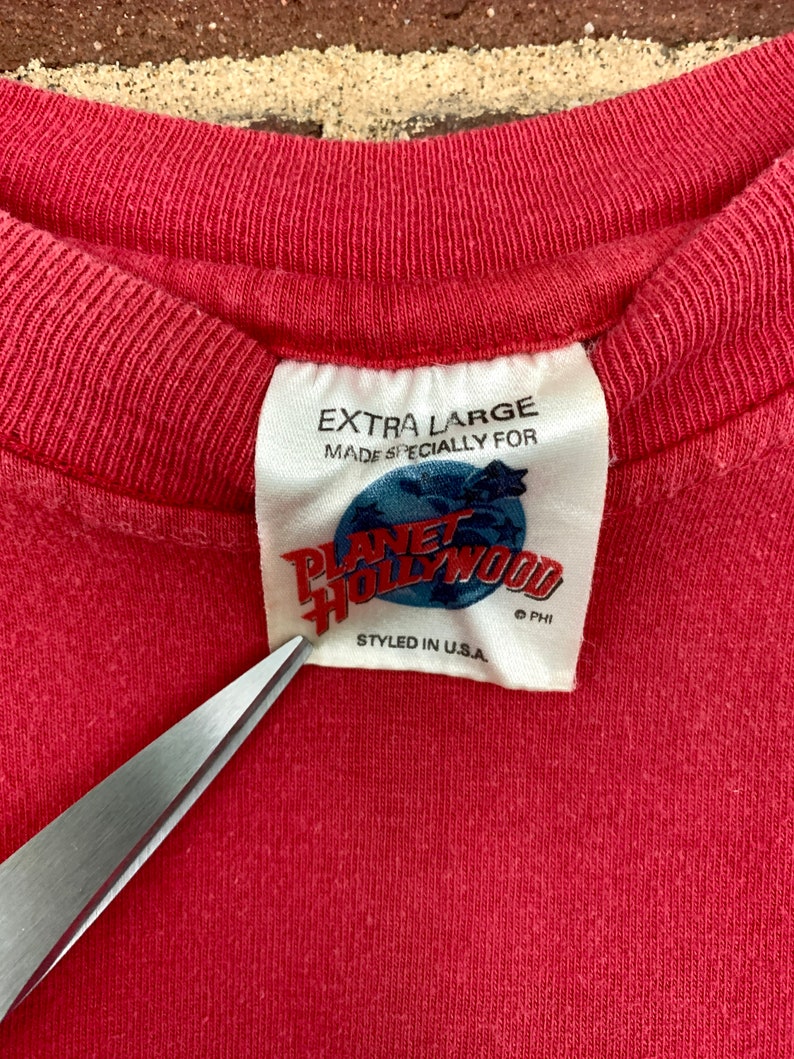 EXTRA LARGE
MADE SPECIALLY FOR
PLANET
HOLLYWOOD
© PHI
STYLED IN U.S.A.